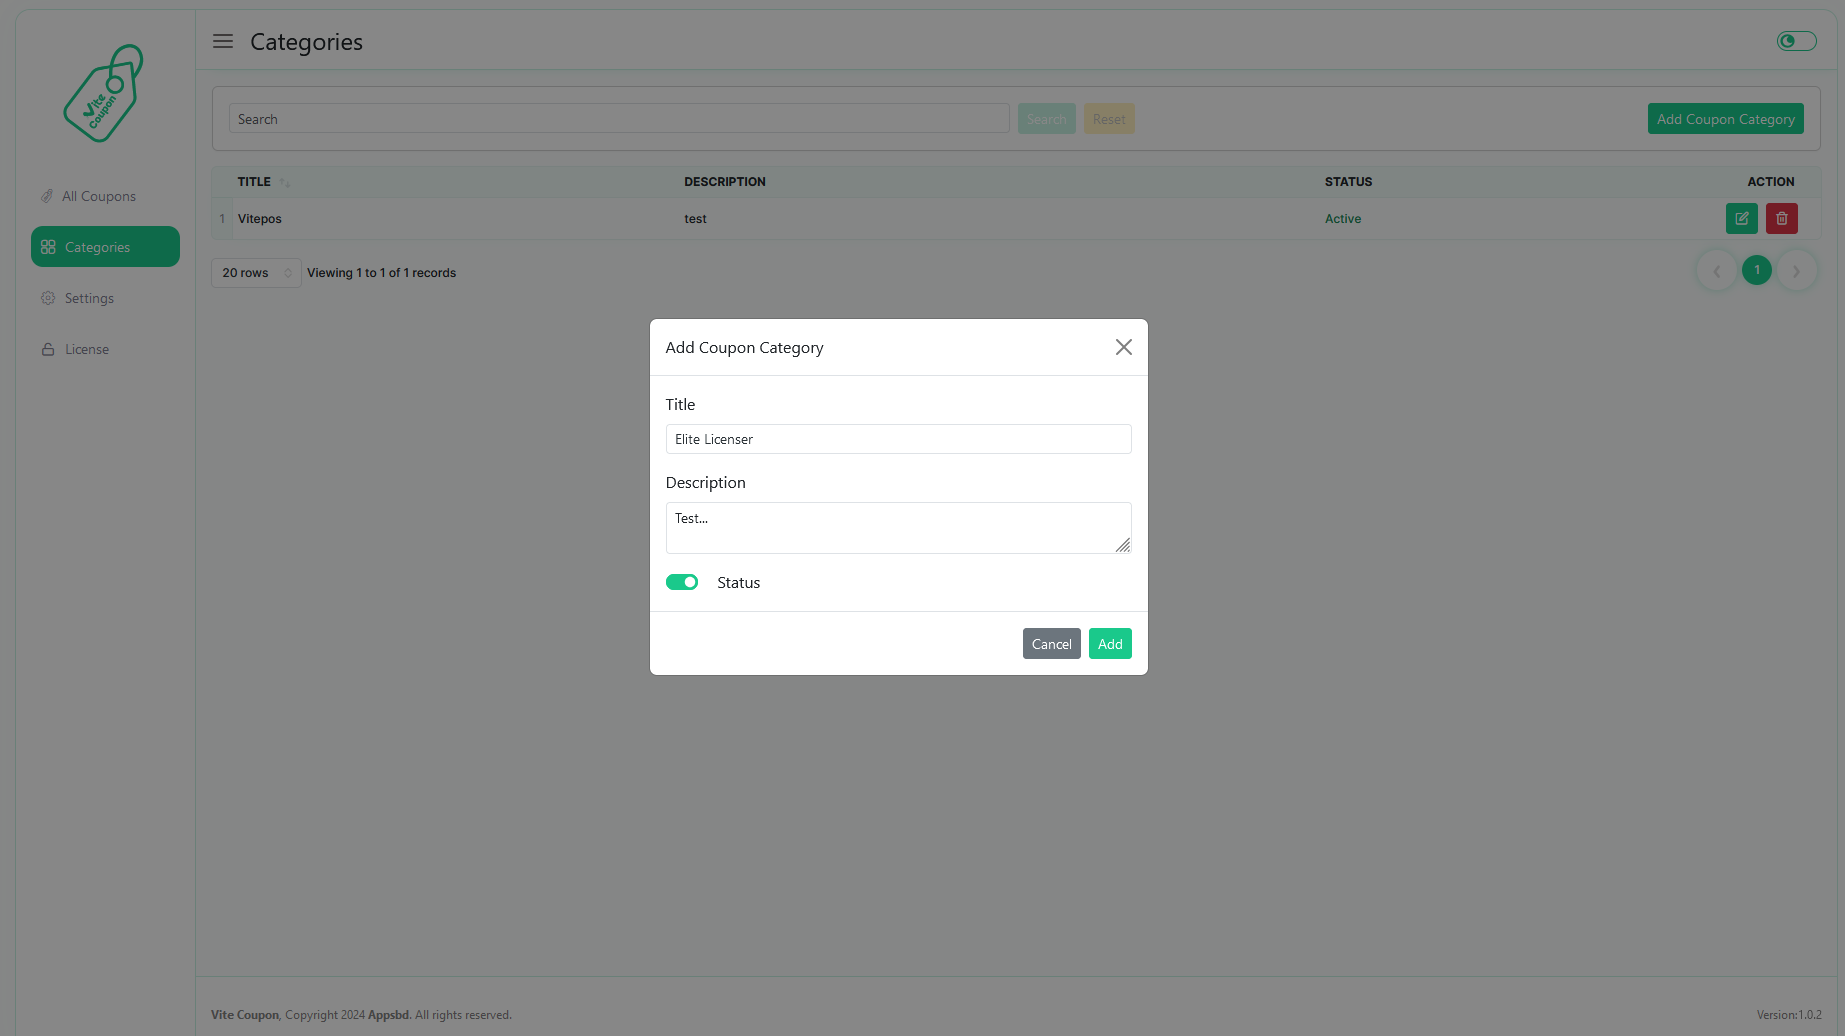 Vite
Coupon
Categories
All Coupons
Categories
Settings
License
Search
Search
Reset
Add Coupon Category
TITLE
DESCRIPTION
STATUS
ACTION
1
Vitepos
test
Active
20 rows
Viewing 1 to 1 of 1 records
1
Add Coupon Category
Title
Elite Licenser
Description
Test...
Status
Cancel
Add
Vite Coupon, Copyright 2024 Appsbd. All rights reserved.
Version:1.0.2